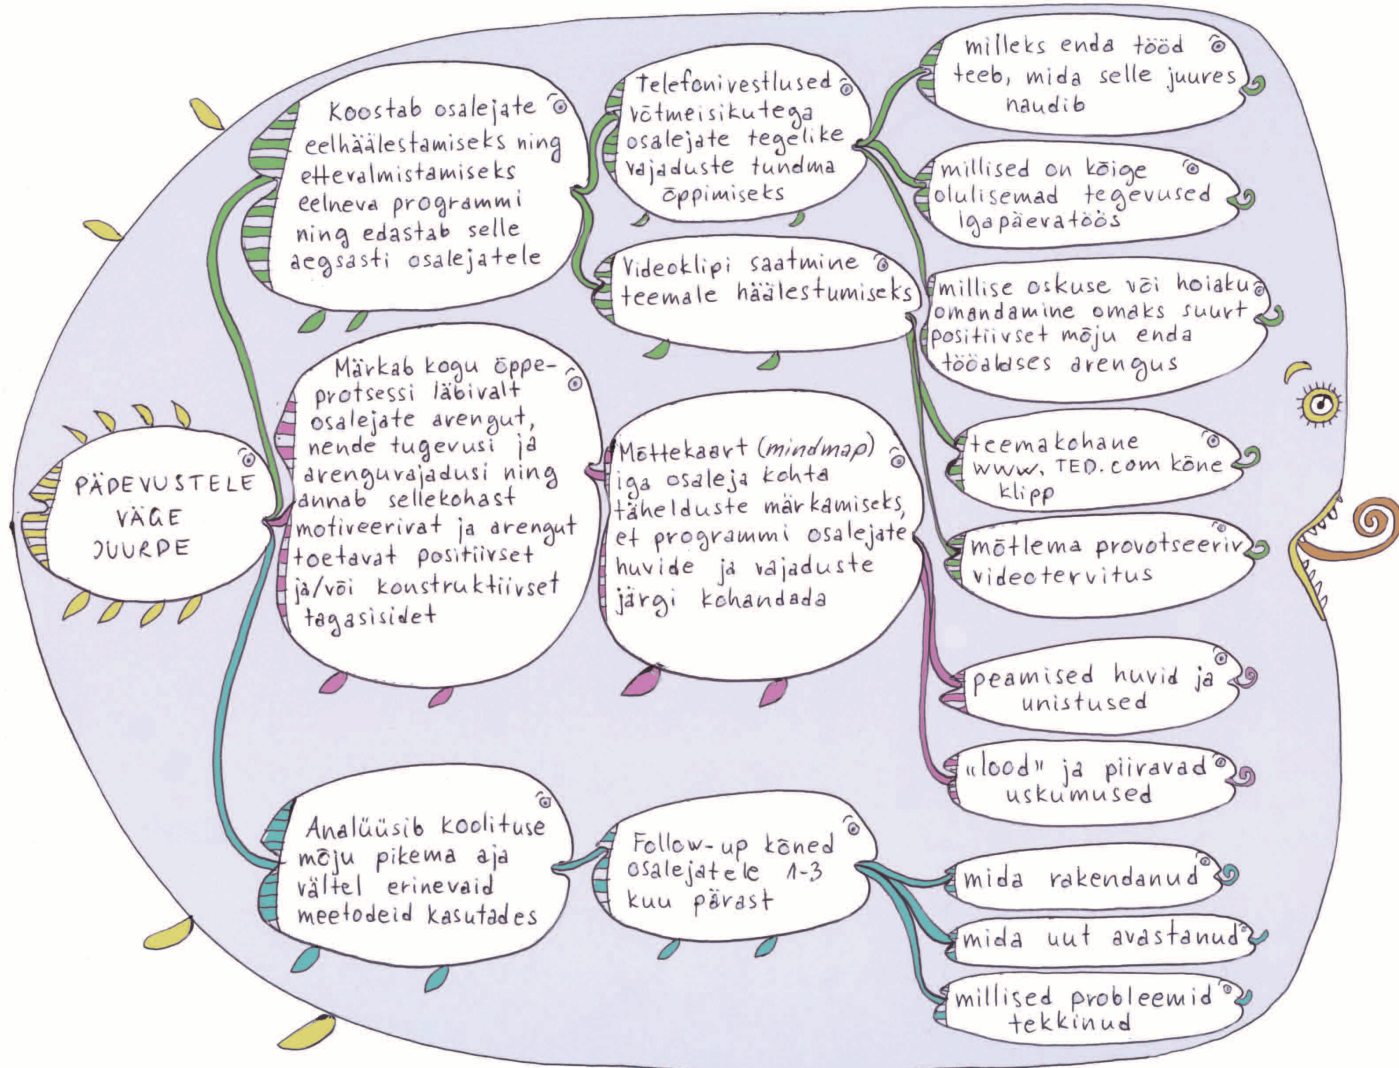 PÄDEVUSTELE
VÄGE
JUURDE
Koostab osalejate
eelhäälestamiseks ning
ettevalmistamiseks
eelneva programmi
ning edastab selle
aegsasti osalejatele
Telefonivestlused
võtmeisikutega
osalejate tegelike
vajaduste tundma
õppimiseks
milleks enda tööd
teeb, mida selle juures
naudib
millised on kõige
olulisemad tegevused
igapäevatöös
millise oskuse või hoiaku
omandamine omaks suurt
positiivset mõju enda
tööaldses arengus
Videoklipi saatmine
teemale häälestumiseks
teemakohane
www.TED.com kõne
klipp
mõtlema provotseeriv
videotervitus
Märkab kogu õppe-
protsessi läbivalt
osalejate arengut,
nende tugevusi ja
arenguvajadusi ning
annab sellekohast
motiveerivat ja arengut
toetavat positiivset
ja/või konstruktiivset
tagasisidet
Mõttekaart (mindmap)
iga osaleja kohta
tähelduste märkamiseks,
et programmi osalejate
huvide ja vajaduste
järgi kohandada
peamised huvid ja
unistused
"lood" ja piiravad
uskumused
Analüüsib koolituse
mõju pikema aja
vältel erinevaid
meetodeid kasutades
Follow-up kõned
osalejatele 1-3
kuu pärast
mida rakendanud
mida uut avastanud
millised probleemid
tekkinud